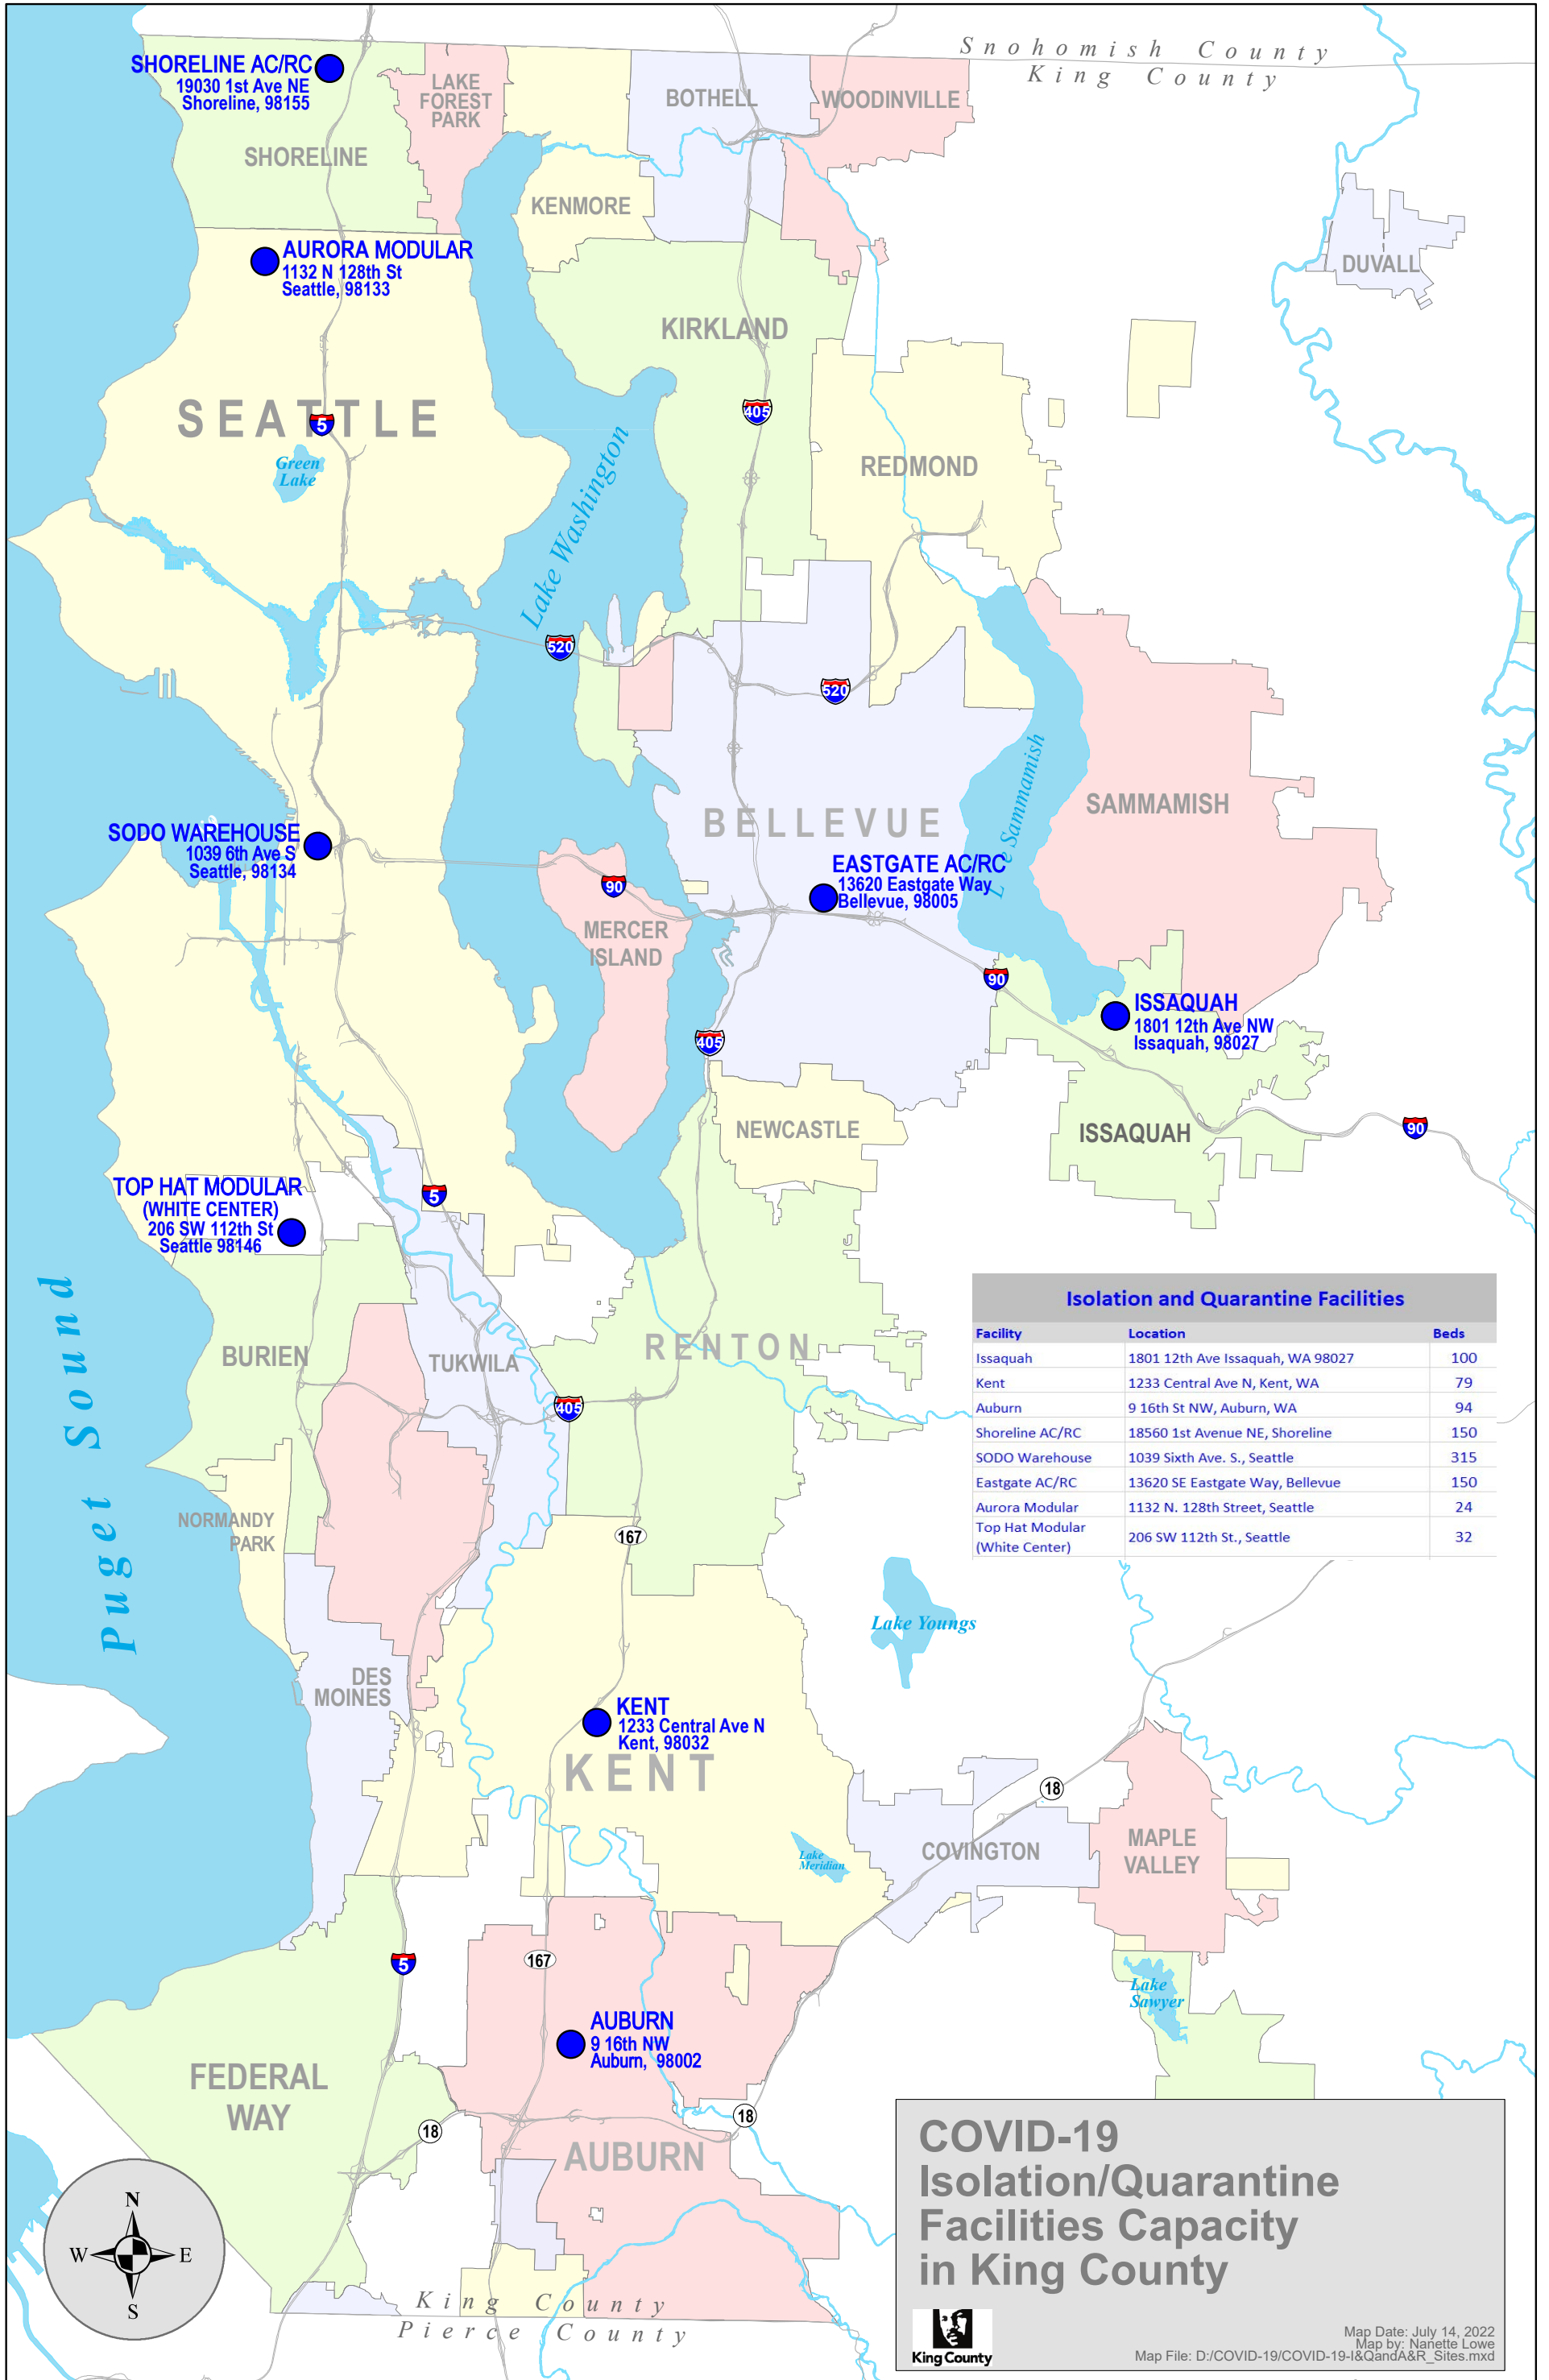 Snohomish County
King County
SHORELINE AC/RC
19030 1st Ave NE
Shoreline, 98155
LAKE
FOREST
PARK
BOTHELL
WOODINVILLE
SHORELINE
KENMORE
DUVALL
AURORA MODULAR
1132 N 128th St
Seattle, 98133
KIRKLAND
SEATTLE
5
405
Green
Lake
REDMOND
Lake Washington
520
520
Lake Sammamish
SAMMAMISH
BELLEVUE
SODO WAREHOUSE
1039 6th Ave S
Seattle, 98134
EASTGATE AC/RC
13620 Eastgate Way
Bellevue, 98005
90
MERCER
ISLAND
90
ISSAQUAH
1801 12th Ave NW
Issaquah, 98027
405
NEWCASTLE
ISSAQUAH
90
TOP HAT MODULAR
(WHITE CENTER)
206 SW 112th St
Seattle 98146
5
Puget Sound
BURIEN
TUKWILA
RENTON
405
Isolation and Quarantine Facilities
Facility Location Beds
Issaquah 1801 12th Ave Issaquah, WA 98027 100
Kent 1233 Central Ave N, Kent, WA 79
Auburn 9 16th St NW, Auburn, WA 94
Shoreline AC/RC 18560 1st Avenue NE, Shoreline 150
SODO Warehouse 1039 Sixth Ave. S., Seattle 315
Eastgate AC/RC 13620 SE Eastgate Way, Bellevue 150
Aurora Modular 1132 N. 128th Street, Seattle 24
Top Hat Modular
(White Center) 206 SW 112th St., Seattle 32
NORMANDY
PARK
167
Lake Youngs
DES
MOINES
KENT
1233 Central Ave N
Kent, 98032
KENT
18
COVINGTON
MAPLE
VALLEY
Lake
Meridian
5
167
Lake
Sawyer
AUBURN
9 16th NW
Auburn, 98002
FEDERAL
WAY
18
18
AUBURN
N
W E
S
King County
Pierce County
COVID-19
Isolation/Quarantine
Facilities Capacity
in King County
King County
Map Date: July 14, 2022
Map by: Nanette Lowe
Map File: D:/COVID-19/COVID-19-I&QandA&R_Sites.mxd